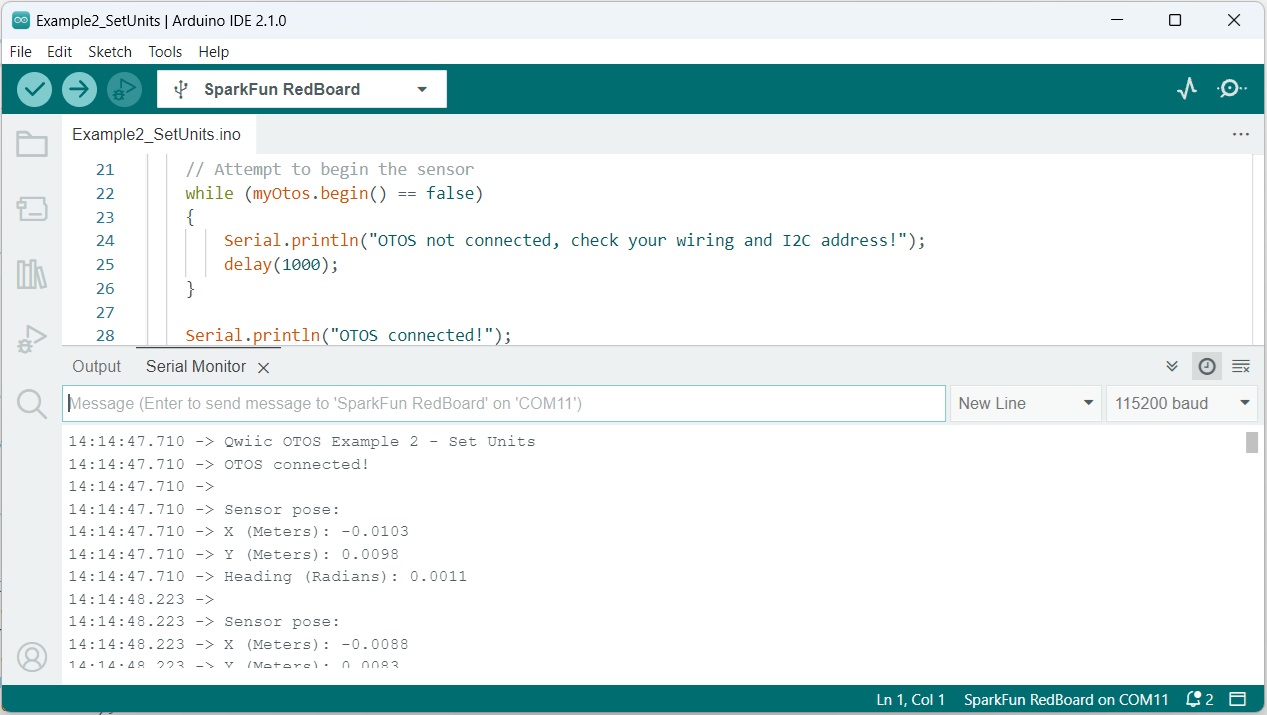 Example2_SetUnits | Arduino IDE 2.1.0
File Edit Sketch Tools Help
SparkFun RedBoard
Example2_SetUnits.ino
21 // Attempt to begin the sensor
22 while (myOtos.begin() == false)
23 {
24 Serial.println("OTOS not connected, check your wiring and I2C address!");
25 delay(1000);
26 }
27
28 Serial.println("OTOS connected!");
Output Serial Monitor
Message (Enter to send message to 'SparkFun RedBoard' on 'COM11') New Line 115200 baud
14:14:47.710 -> Qwiic OTOS Example 2 - Set Units
14:14:47.710 -> OTOS connected!
14:14:47.710 ->
14:14:47.710 -> Sensor pose:
14:14:47.710 -> X (Meters): -0.0103
14:14:47.710 -> Y (Meters): 0.0098
14:14:47.710 -> Heading (Radians): 0.0011
14:14:48.223 ->
14:14:48.223 -> Sensor pose:
14:14:48.223 -> X (Meters): -0.0088
14:14:48.223 -> Y (Meters): 0.0083
Ln 1, Col 1 SparkFun RedBoard on COM11 2